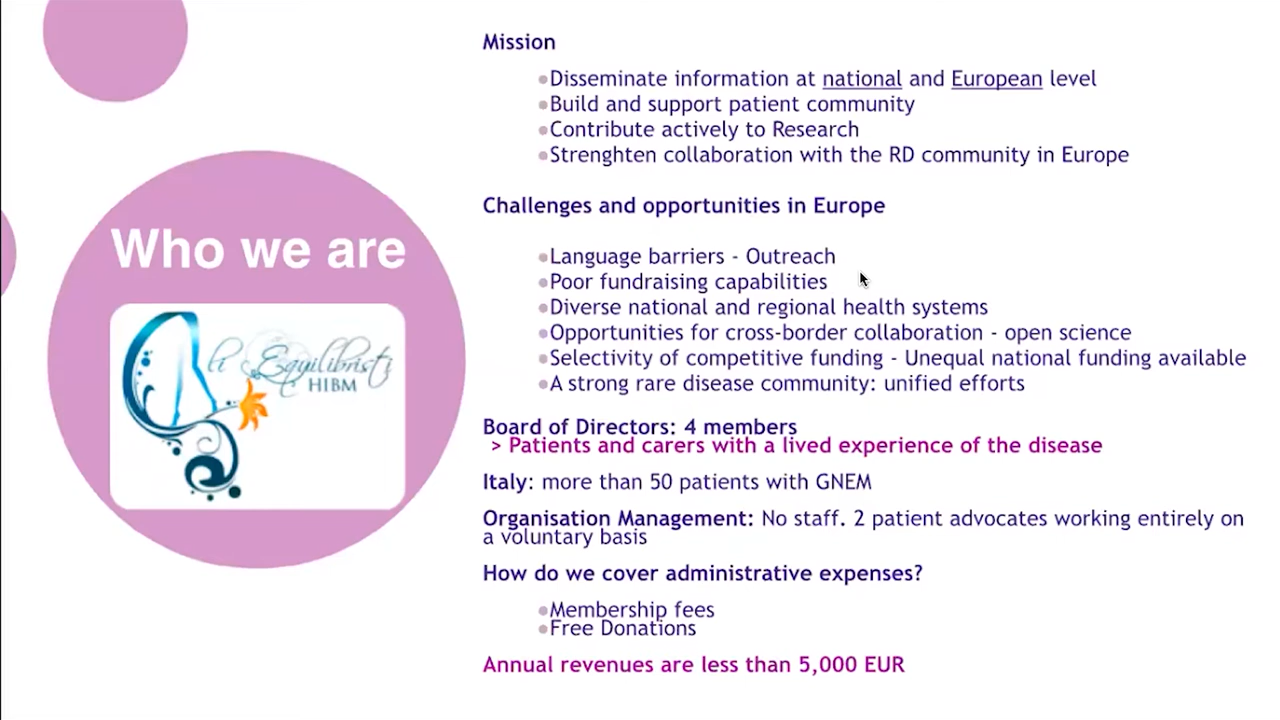 Who we are
Gli Equilibristi
HIBM
Mission
Disseminate information at national and European level
Build and support patient community
Contribute actively to Research
Strenghten collaboration with the RD community in Europe
Challenges and opportunities in Europe
Language barriers - Outreach
Poor fundraising capabilities
Diverse national and regional health systems
Opportunities for cross-border collaboration - open science
Selectivity of competitive funding - Unequal national funding available
A strong rare disease community: unified efforts
Board of Directors: 4 members
> Patients and carers with a lived experience of the disease
Italy: more than 50 patients with GNEM
Organisation Management: No staff. 2 patient advocates working entirely on
a voluntary basis
How do we cover administrative expenses?
Membership fees
Free Donations
Annual revenues are less than 5,000 EUR